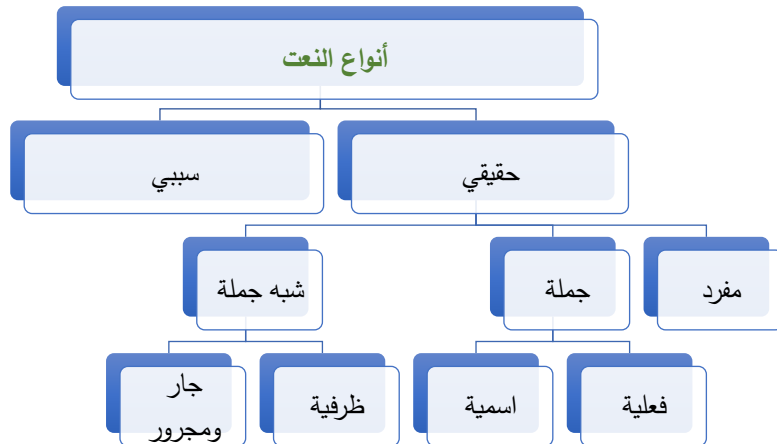 أنواع النعت
حقيقي
سببي
مفرد
جملة
شبه جملة
فعلية
اسمية
ظرفية
جار
ومجرور